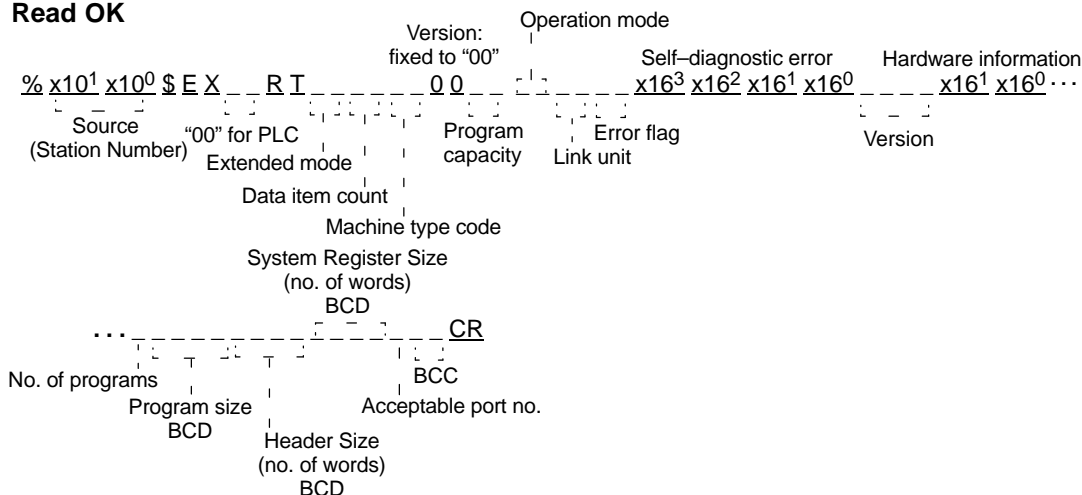 Read OK
Operation mode
Version:
fixed to “00”
Self–diagnostic error
Hardware information
% x10¹ x10⁰ $ E X _ _ R T _ _ _ _ _ _ 0 0 _ _ _ _ _ _ _ _ x16³ x16² x16¹ x16⁰ _ _ _ _ x16¹ x16⁰ ...
Source
(Station Number)
“00” for PLC
Extended mode
Data item count
Machine type code
Program
capacity
Link unit
Error flag
Version
System Register Size
(no. of words)
BCD
... _ _ _ _ _ _ _ _ _ _ _ _ _ _ _ _ CR
No. of programs
Program size
BCD
Header Size
(no. of words)
BCD
Acceptable port no.
BCC